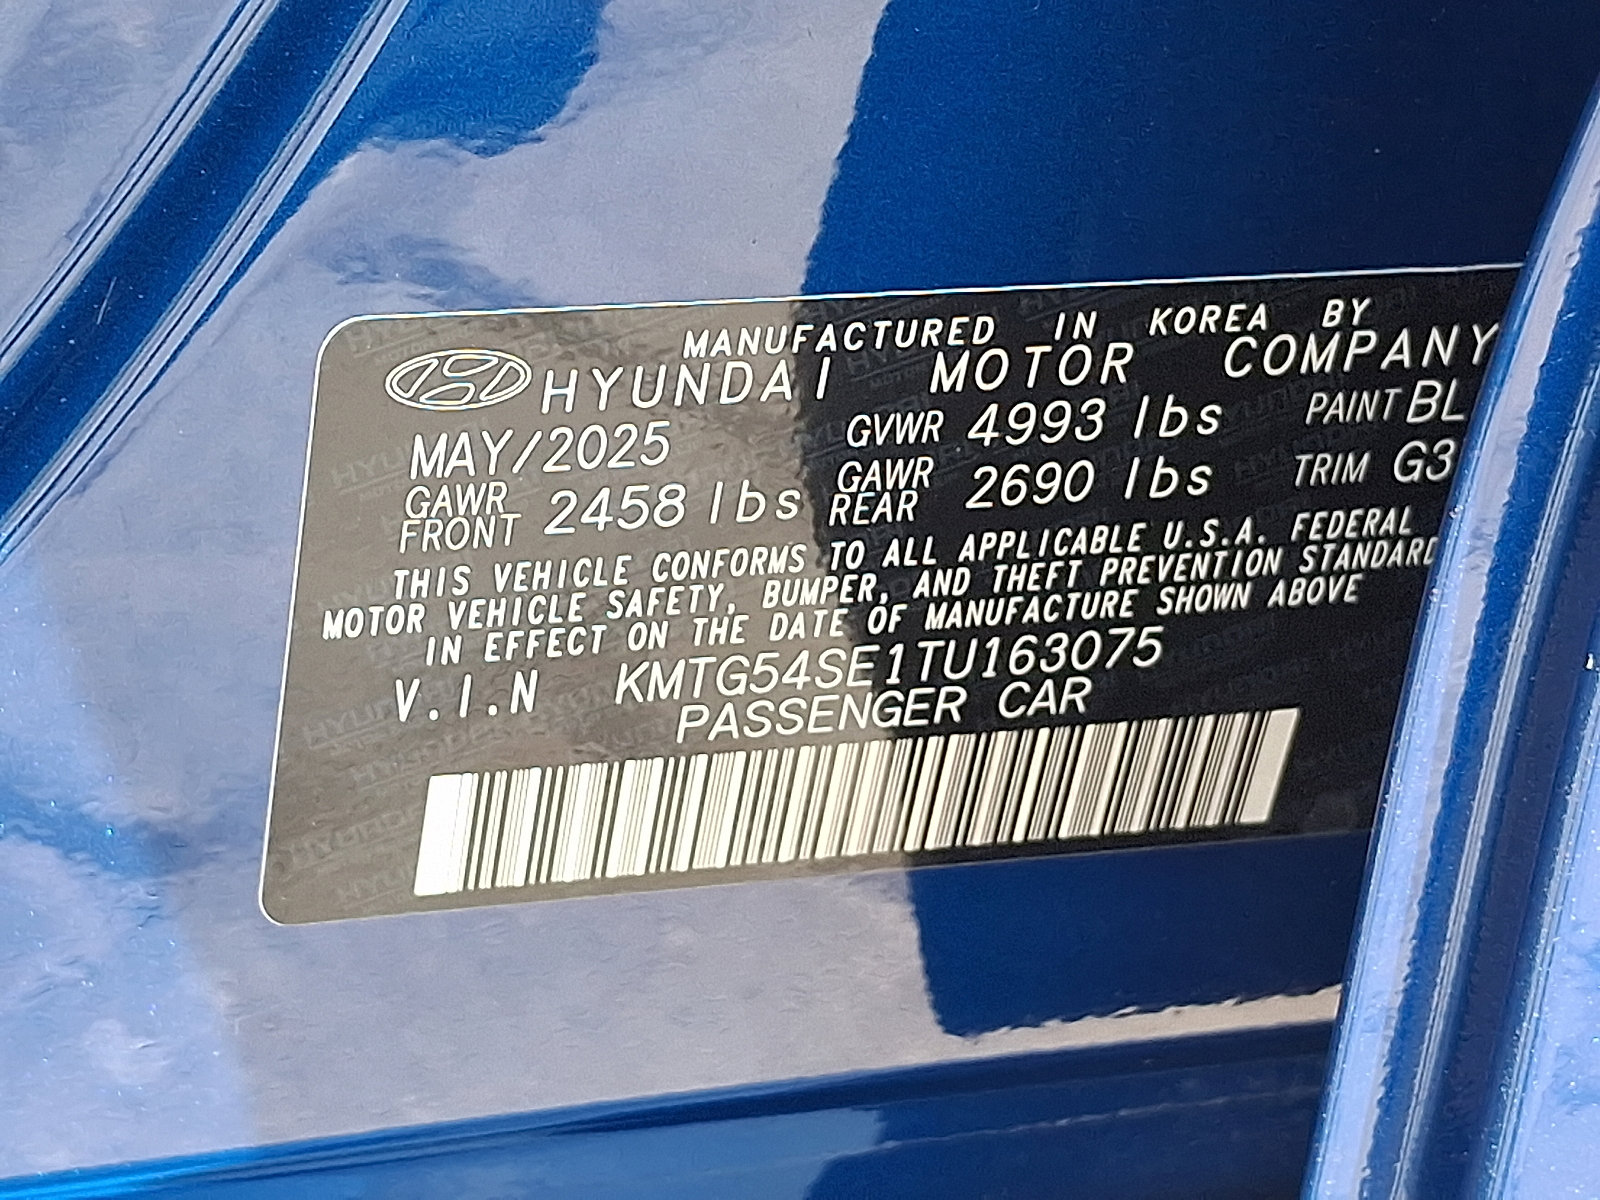 MANUFACTURED IN KOREA BY
HYUNDAI MOTOR COMPANY
MAY/2025 GVWR 4993 lbs PAINT BL
GAWR FRONT 2458 lbs GAWR REAR 2690 lbs TRIM G3
THIS VEHICLE CONFORMS TO ALL APPLICABLE U.S.A. FEDERAL
MOTOR VEHICLE SAFETY, BUMPER, AND THEFT PREVENTION STANDARD
IN EFFECT ON THE DATE OF MANUFACTURE SHOWN ABOVE
V.I.N KMTG54SE1TU163075
PASSENGER CAR